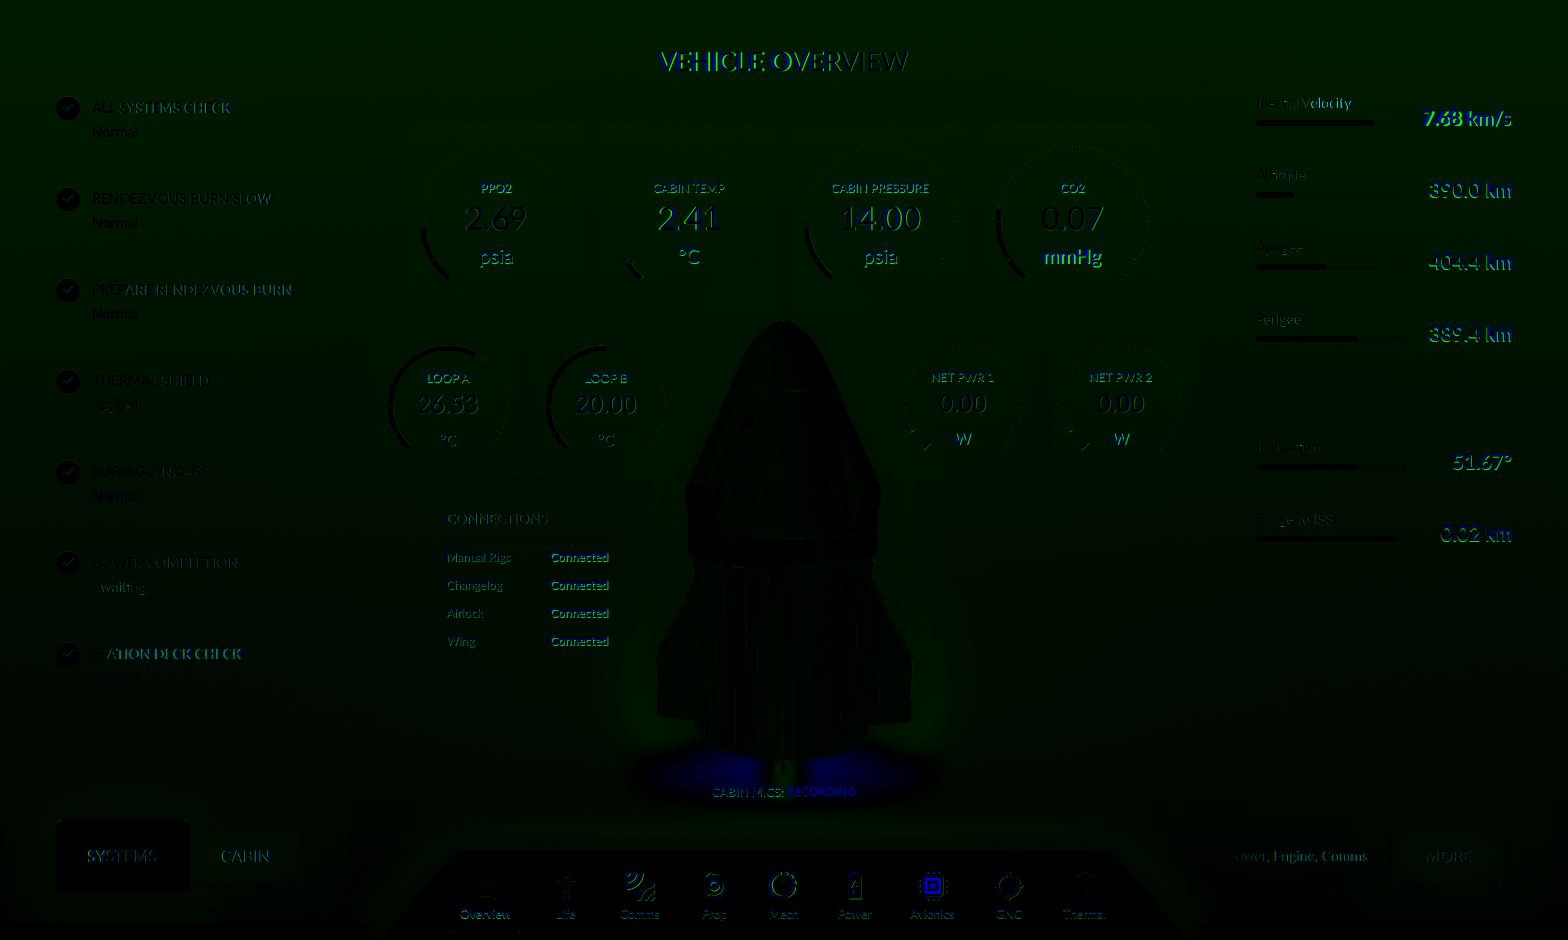 VEHICLE OVERVIEW
ALL SYSTEMS CHECK
Normal
RENDEZVOUS BURN SLOW
Normal
PREPARE RENDEZVOUS BURN
Normal
THERMAL SHIELD
Applied
BURN GO/NO-GO
Normal
POWER COMPLETION
Awaiting
STATION DECK CHECK
Normal
PPO2
2.69
psia
CABIN TEMP
2.41
°C
CABIN PRESSURE
14.00
psia
CO2
0.07
mmHg
LOOP A
26.53
°C
LOOP B
20.00
°C
NET PWR 1
0.00
W
NET PWR 2
0.00
W
CONNECTIONS
Manual Rigs Connected
Changelog Connected
Airlock Connected
Wing Connected
Inertial Velocity 7.68 km/s
Altitude 390.0 km
Apogee 404.4 km
Perigee 389.4 km
Inclination 51.67°
Range to ISS 0.02 km
CABIN MICS: RECORDING
SYSTEMS CABIN
Power, Engine, Comms MORE
Overview Life Comms Prop Mech Power Avionics GNC Thermal